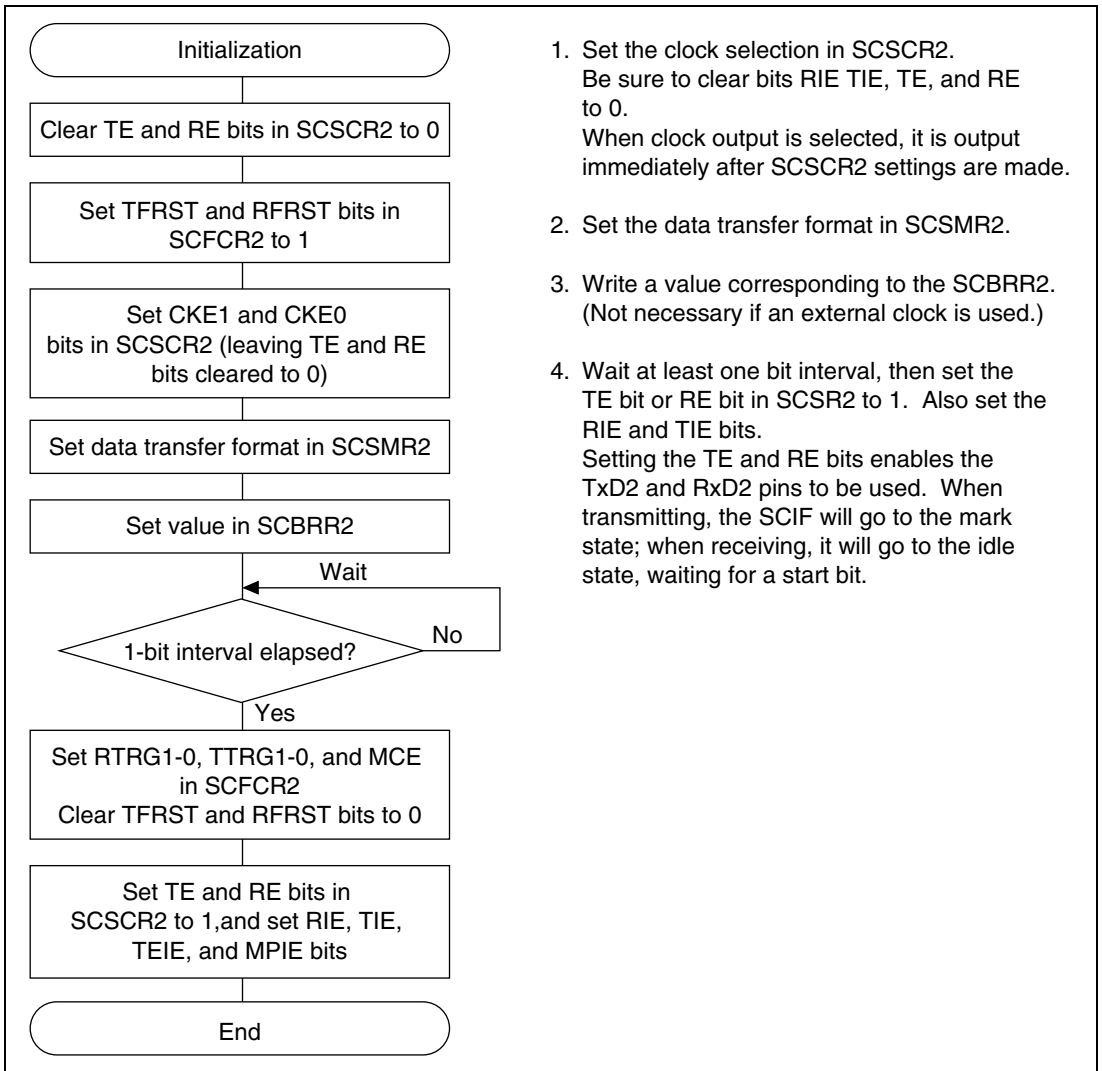 Initialization
Clear TE and RE bits in SCSCR2 to 0
Set TFRST and RFRST bits in
SCFCR2 to 1
Set CKE1 and CKE0
bits in SCSCR2 (leaving TE and RE
bits cleared to 0)
Set data transfer format in SCSMR2
Set value in SCBRR2
Wait
1-bit interval elapsed?
No
Yes
Set RTRG1-0, TTRG1-0, and MCE
in SCFCR2
Clear TFRST and RFRST bits to 0
Set TE and RE bits in
SCSCR2 to 1,and set RIE, TIE,
TEIE, and MPIE bits
End
1. Set the clock selection in SCSCR2.
Be sure to clear bits RIE TIE, TE, and RE
to 0.
When clock output is selected, it is output
immediately after SCSCR2 settings are made.
2. Set the data transfer format in SCSMR2.
3. Write a value corresponding to the SCBRR2.
(Not necessary if an external clock is used.)
4. Wait at least one bit interval, then set the
TE bit or RE bit in SCSR2 to 1. Also set the
RIE and TIE bits.
Setting the TE and RE bits enables the
TxD2 and RxD2 pins to be used. When
transmitting, the SCIF will go to the mark
state; when receiving, it will go to the idle
state, waiting for a start bit.